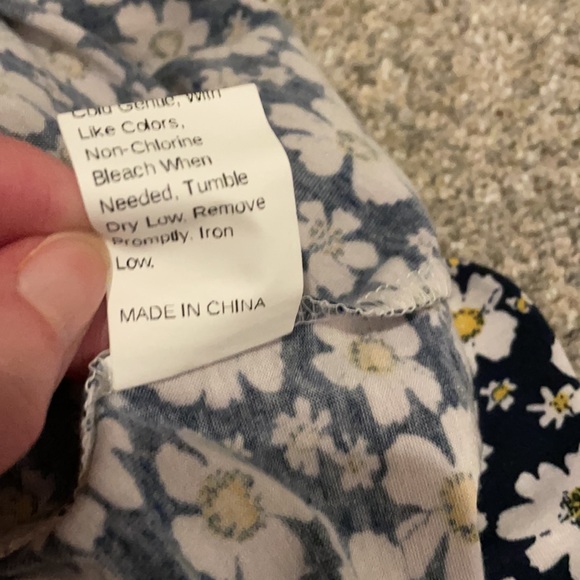 Cold Gentle, With
Like Colors,
Non-Chlorine
Bleach When
Needed, Tumble
Dry Low. Remove
Promptly. Iron
Low.
MADE IN CHINA